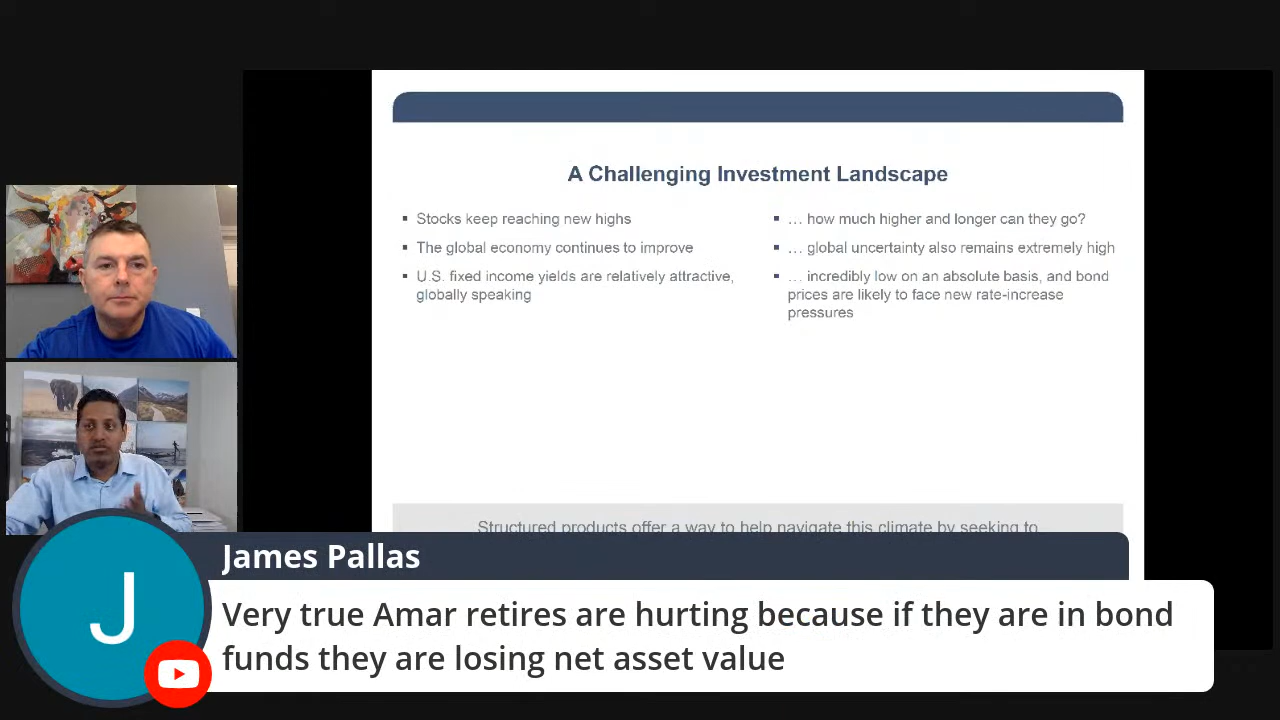 A Challenging Investment Landscape
▪ Stocks keep reaching new highs
▪ The global economy continues to improve
▪ U.S. fixed income yields are relatively attractive,
globally speaking
▪ … how much higher and longer can they go?
▪ … global uncertainty also remains extremely high
▪ … incredibly low on an absolute basis, and bond
prices are likely to face new rate-increase
pressures
Structured products offer a way to help navigate this climate by seeking to
J
James Pallas
Very true Amar retires are hurting because if they are in bond
funds they are losing net asset value